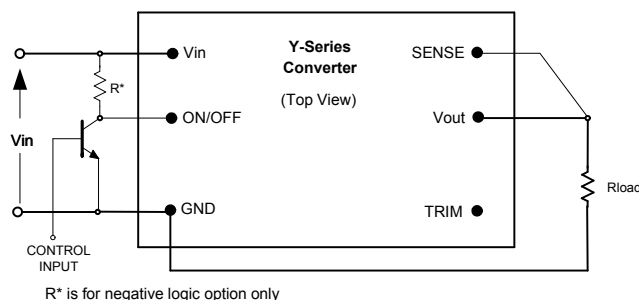 Y-Series
Converter
(Top View)
Vin
SENSE
R*
ON/OFF
Vout
Vin
GND
TRIM
Rload
CONTROL
INPUT
R* is for negative logic option only